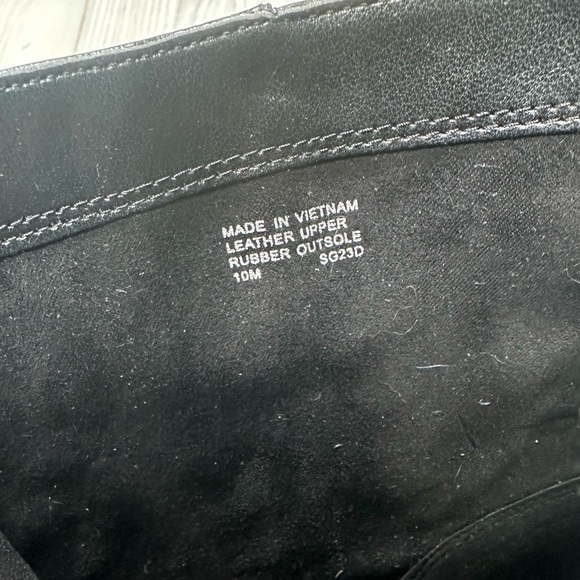 MADE IN VIETNAM
LEATHER UPPER
RUBBER OUTSOLE
10M SG23D